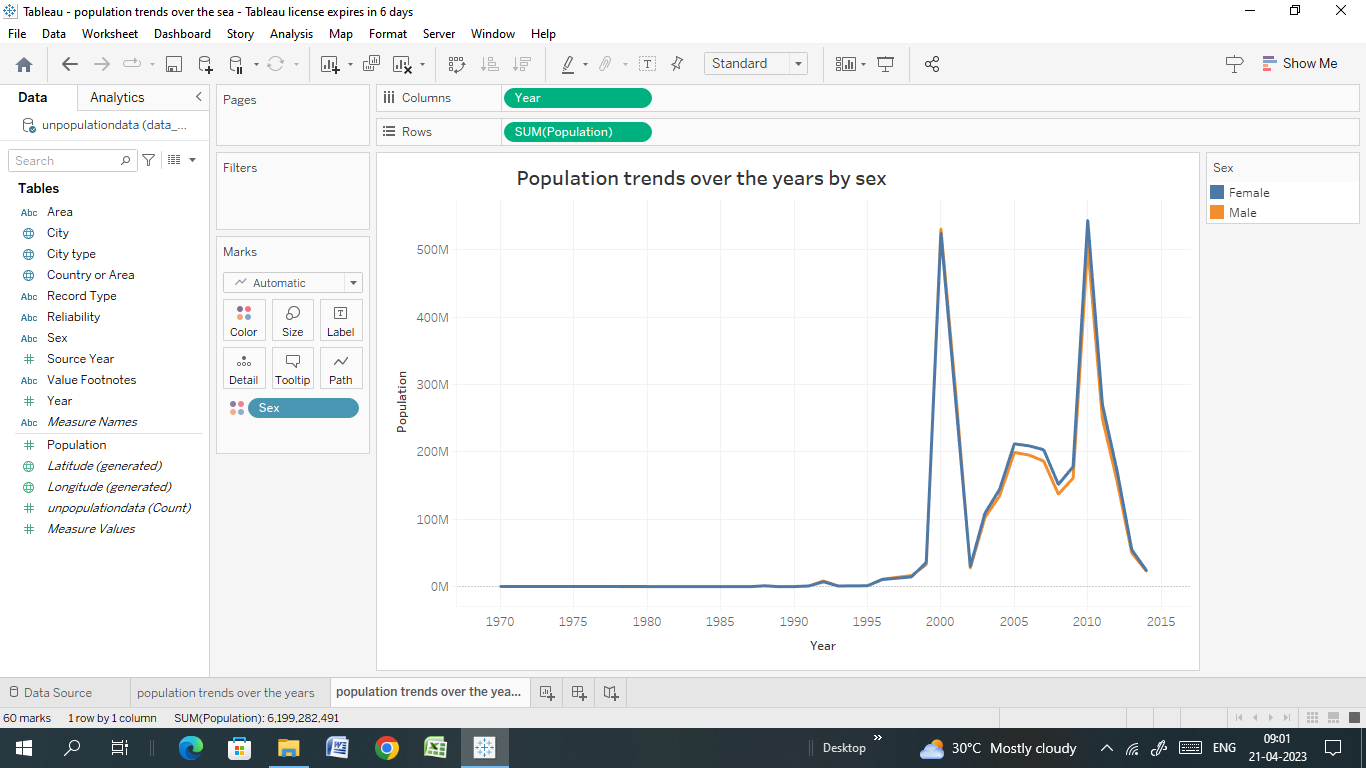 Tableau - population trends over the sea - Tableau license expires in 6 days
File Data Worksheet Dashboard Story Analysis Map Format Server Window Help
Standard
Show Me
Data Analytics
unpopulationdata (data_...
Search
Tables
Abc Area
City
City type
Country or Area
Abc Record Type
Abc Reliability
Abc Sex
Source Year
Abc Value Footnotes
Year
Abc Measure Names
Population
Latitude (generated)
Longitude (generated)
unpopulationdata (Count)
Measure Values
Pages
Filters
Marks
Automatic
Color Size Label
Detail Tooltip Path
Sex
Columns Year
Rows SUM(Population)
Population trends over the years by sex
500M
400M
300M
200M
100M
0M
Population
1970 1975 1980 1985 1990 1995 2000 2005 2010 2015
Year
Sex
Female
Male
Data Source population trends over the years population trends over the yea...
60 marks 1 row by 1 column SUM(Population): 6,199,282,491
Desktop 30°C Mostly cloudy ENG 09:01
21-04-2023